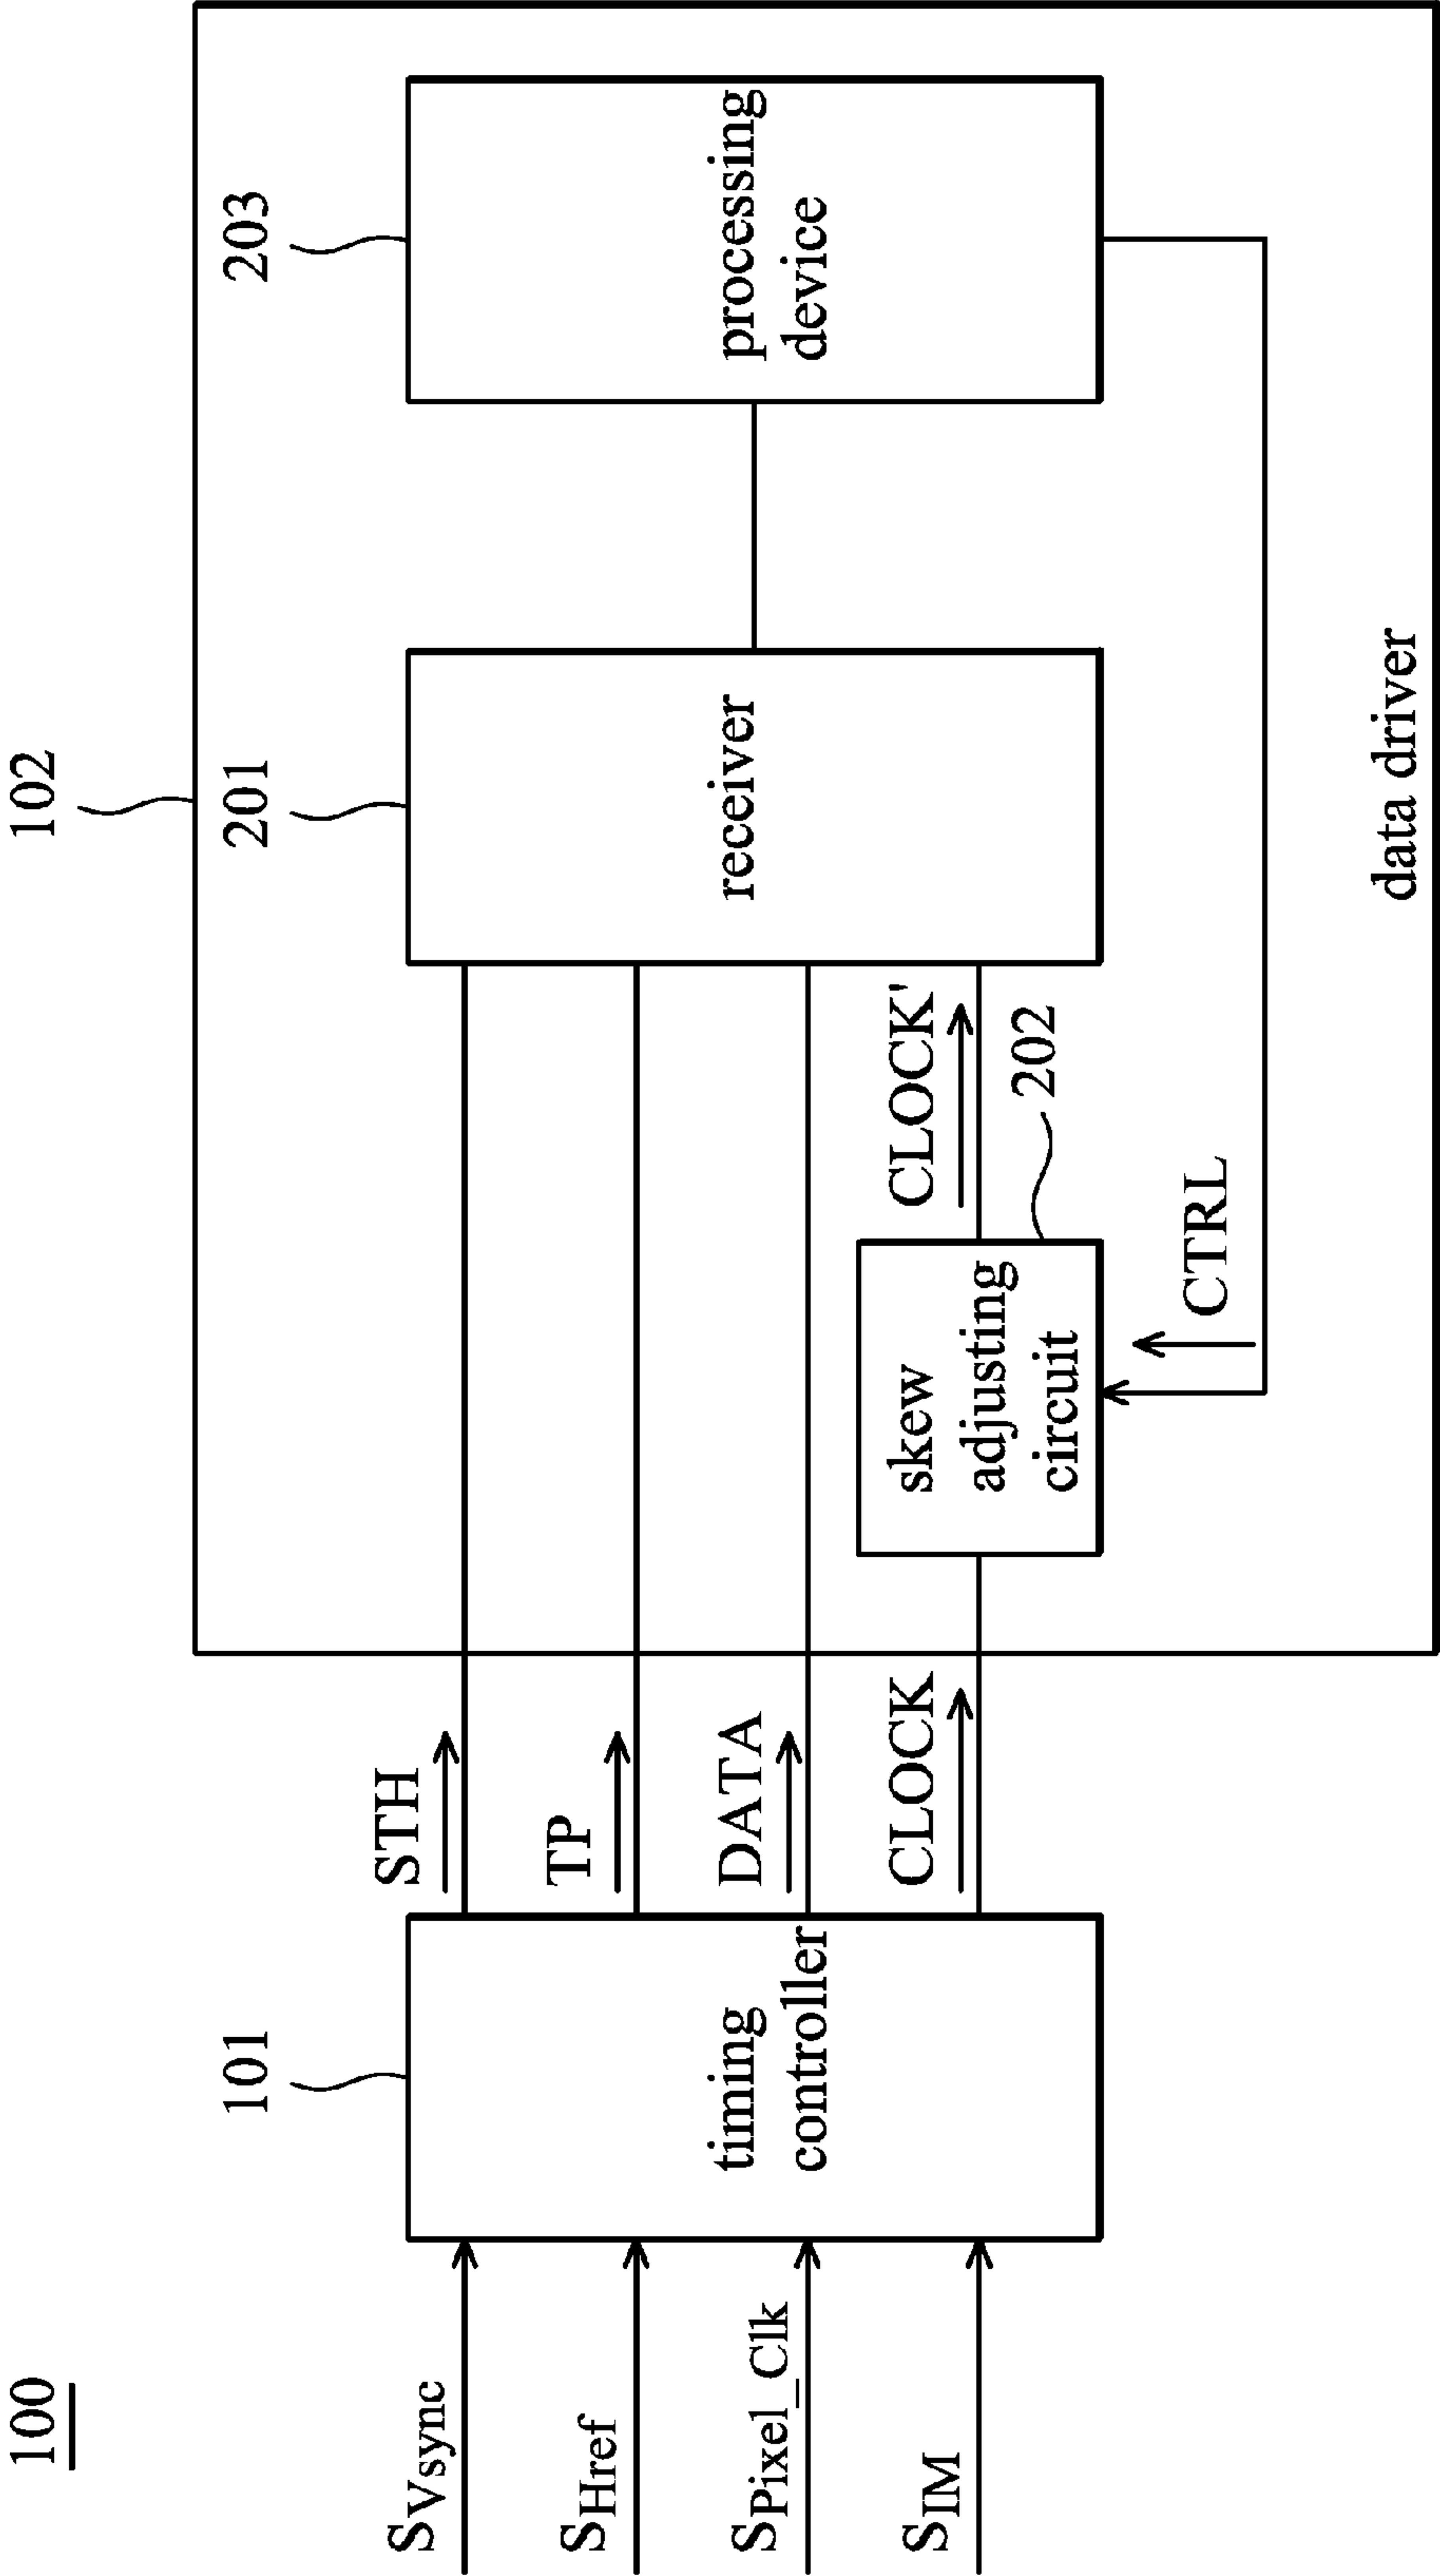 100
102
101
201
203
S_Vsync
S_Href
S_Pixel_Clk
S_IM
timing
controller
STH
TP
DATA
CLOCK
skew
adjusting
circuit
202
CLOCK'
CTRL
receiver
processing
device
data driver